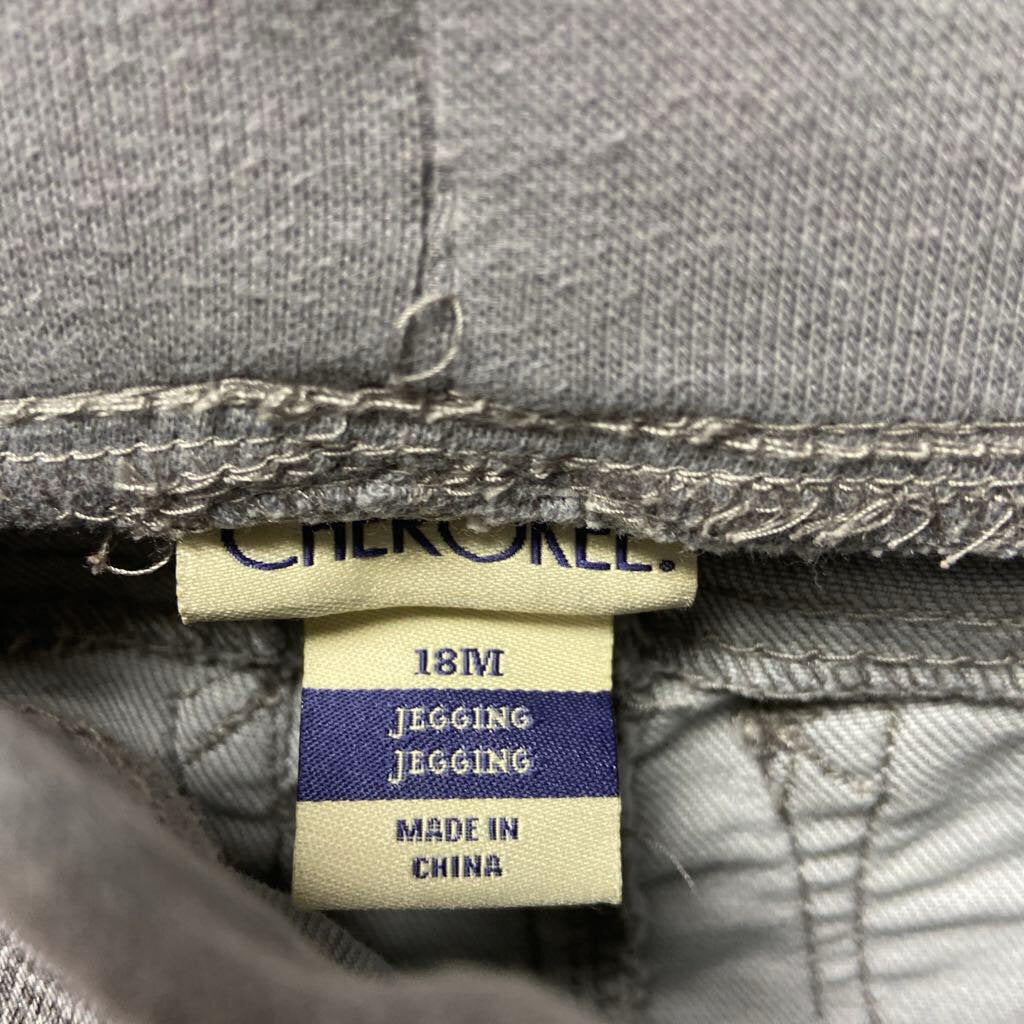 CHEROKEE.
18M
JEGGING
JEGGING
MADE IN
CHINA